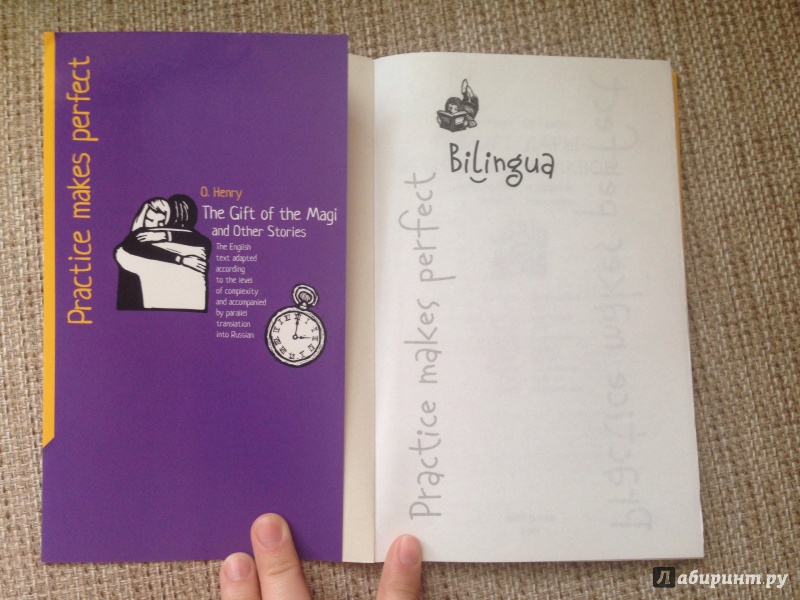 Practice makes perfect
O. Henry
The Gift of the Magi
and Other Stories
The English
text adapted
according
to the level
of complexity
and accompanied
by parallel
translation
into Russian
Bilingua
Practice makes perfect
Лабиринт.ру